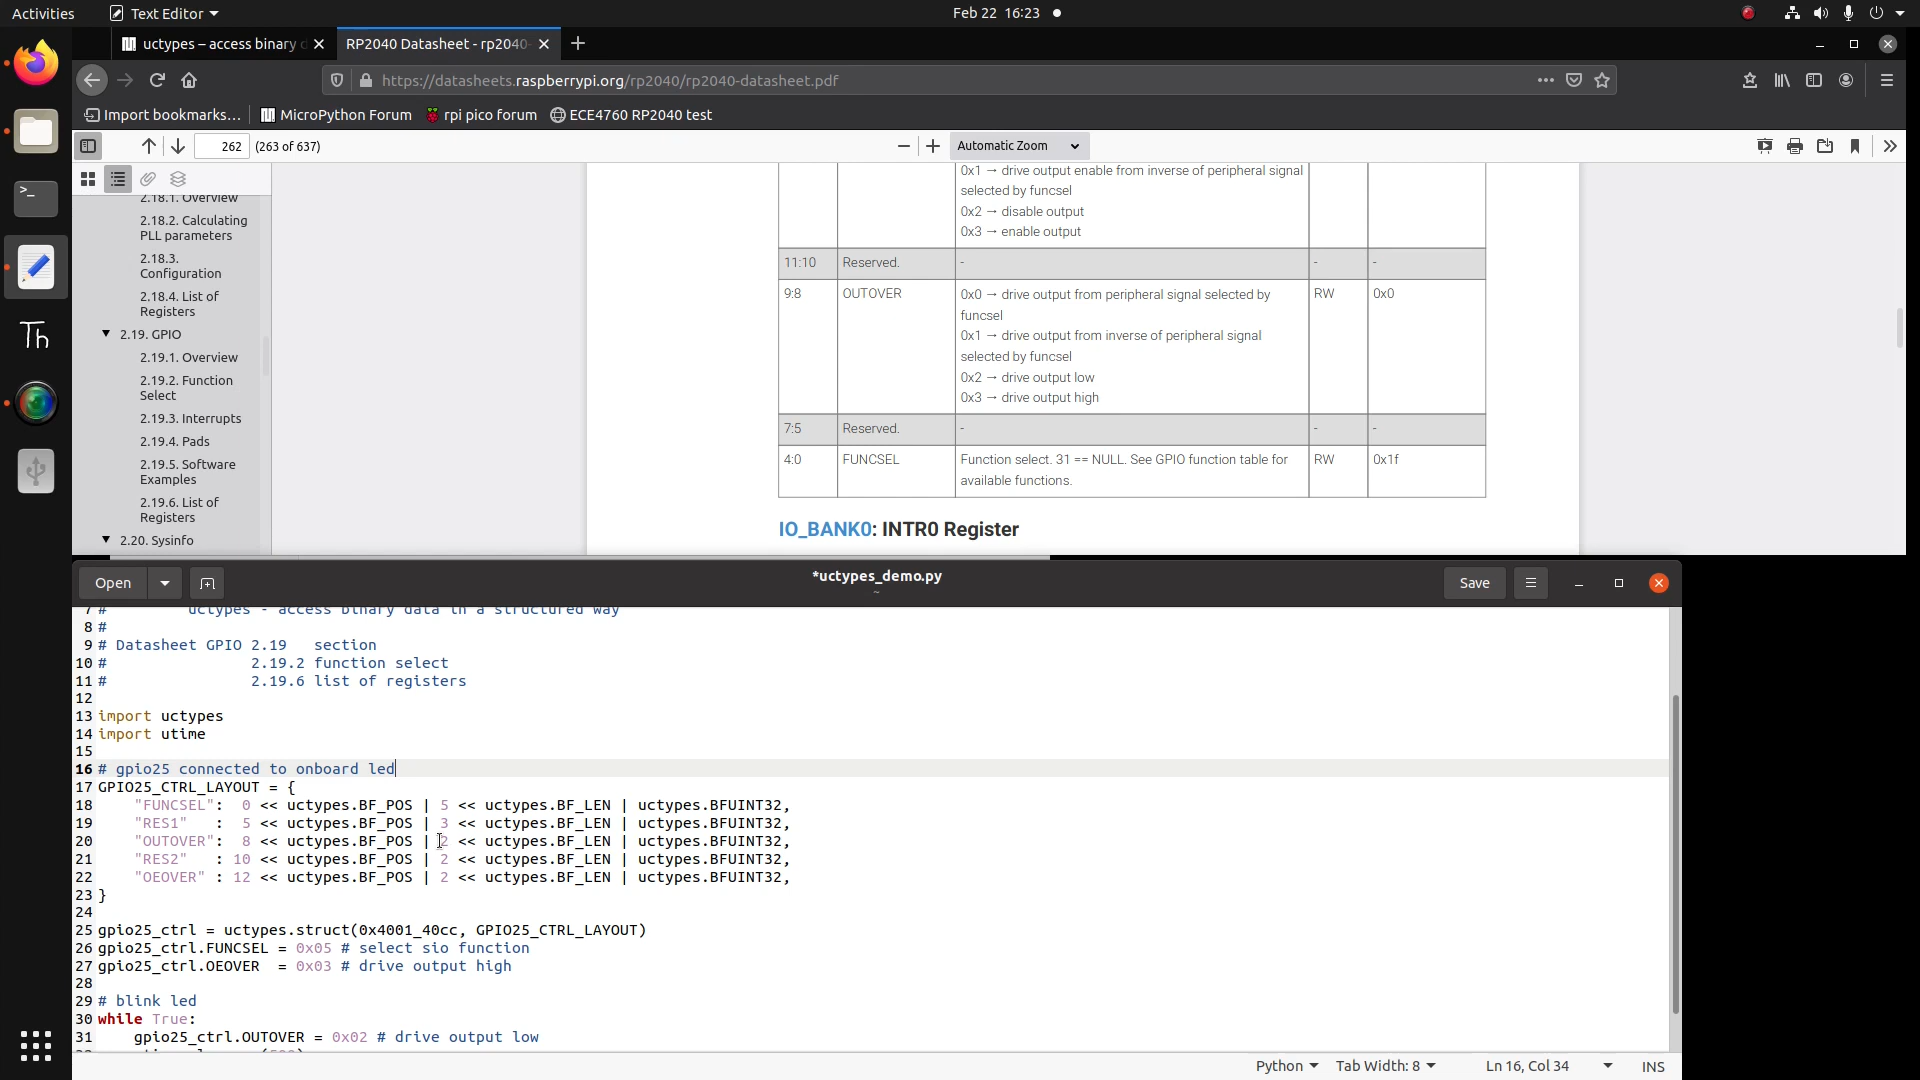 Activities
Text Editor
Feb 22 16:23
uctypes – access binary d
RP2040 Datasheet - rp2040-
https://datasheets.raspberrypi.org/rp2040/rp2040-datasheet.pdf
Import bookmarks...
MicroPython Forum
rpi pico forum
ECE4760 RP2040 test
262
(263 of 637)
Automatic Zoom
2.18.1. Overview
2.18.2. Calculating
PLL parameters
2.18.3.
Configuration
2.18.4. List of
Registers
2.19. GPIO
2.19.1. Overview
2.19.2. Function
Select
2.19.3. Interrupts
2.19.4. Pads
2.19.5. Software
Examples
2.19.6. List of
Registers
2.20. Sysinfo
0x1 → drive output enable from inverse of peripheral signal
selected by funcsel
0x2 → disable output
0x3 → enable output
11:10 Reserved. - - -
9:8 OUTOVER 0x0 → drive output from peripheral signal selected by RW 0x0
funcsel
0x1 → drive output from inverse of peripheral signal
selected by funcsel
0x2 → drive output low
0x3 → drive output high
7:5 Reserved. - - -
4:0 FUNCSEL Function select. 31 == NULL. See GPIO function table for RW 0x1f
available functions.
IO_BANK0: INTR0 Register
Th
Open
*uctypes_demo.py
~
Save
7 # uctypes - access binary data in a structured way
8 #
9 # Datasheet GPIO 2.19 section
10 # 2.19.2 function select
11 # 2.19.6 list of registers
12
13 import uctypes
14 import utime
15
16 # gpio25 connected to onboard led
17 GPIO25_CTRL_LAYOUT = {
18 "FUNCSEL": 0 << uctypes.BF_POS | 5 << uctypes.BF_LEN | uctypes.BFUINT32,
19 "RES1" : 5 << uctypes.BF_POS | 3 << uctypes.BF_LEN | uctypes.BFUINT32,
20 "OUTOVER": 8 << uctypes.BF_POS | 2 << uctypes.BF_LEN | uctypes.BFUINT32,
21 "RES2" : 10 << uctypes.BF_POS | 2 << uctypes.BF_LEN | uctypes.BFUINT32,
22 "OEOVER" : 12 << uctypes.BF_POS | 2 << uctypes.BF_LEN | uctypes.BFUINT32,
23 }
24
25 gpio25_ctrl = uctypes.struct(0x4001_40cc, GPIO25_CTRL_LAYOUT)
26 gpio25_ctrl.FUNCSEL = 0x05 # select sio function
27 gpio25_ctrl.OEOVER = 0x03 # drive output high
28
29 # blink led
30 while True:
31 gpio25_ctrl.OUTOVER = 0x02 # drive output low
Python
Tab Width: 8
Ln 16, Col 34
INS